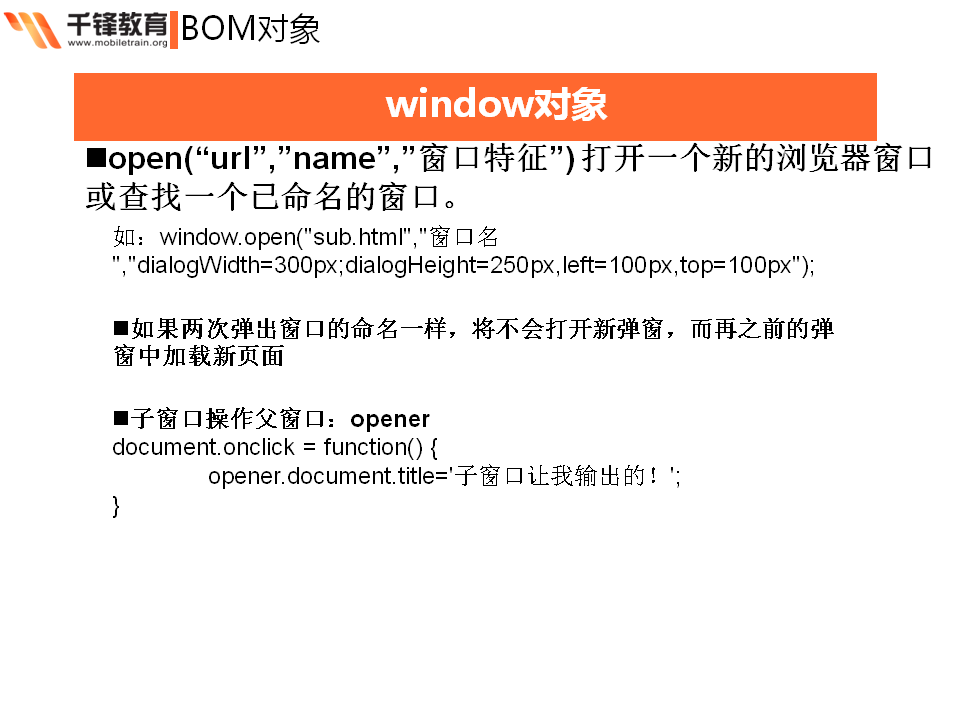 千锋教育
www.mobiletrain.org
BOM对象
window对象
■open(“url”,”name”,”窗口特征”) 打开一个新的浏览器窗口
或查找一个已命名的窗口。
如：window.open("sub.html","窗口名
","dialogWidth=300px;dialogHeight=250px,left=100px,top=100px");
■如果两次弹出窗口的命名一样，将不会打开新弹窗，而再之前的弹
窗中加载新页面
■子窗口操作父窗口：opener
document.onclick = function() {
opener.document.title='子窗口让我输出的！';
}